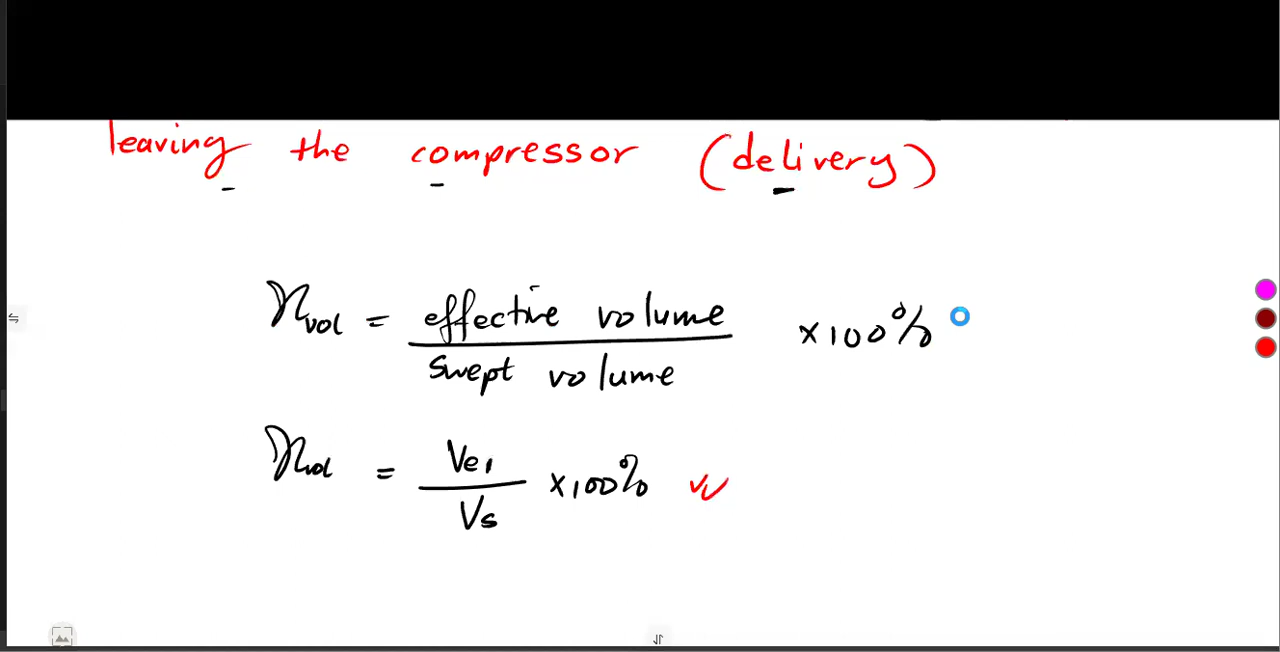 leaving the compressor (delivery)
ηvol = effective volume / swept volume ×100%
ηvol = Ve1 / Vs ×100%